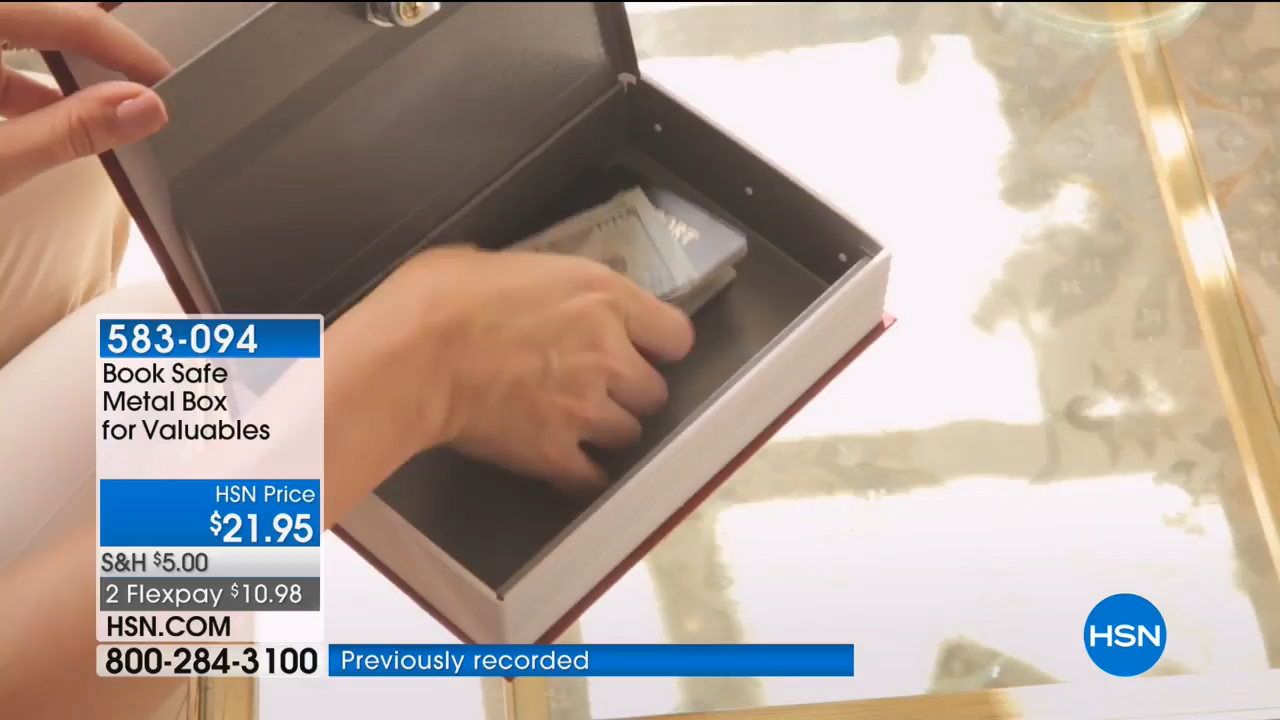 583-094
Book Safe
Metal Box
for Valuables
HSN Price
$21.95
S&H $5.00
2 Flexpay $10.98
HSN.COM
800-284-3100
Previously recorded
HSN